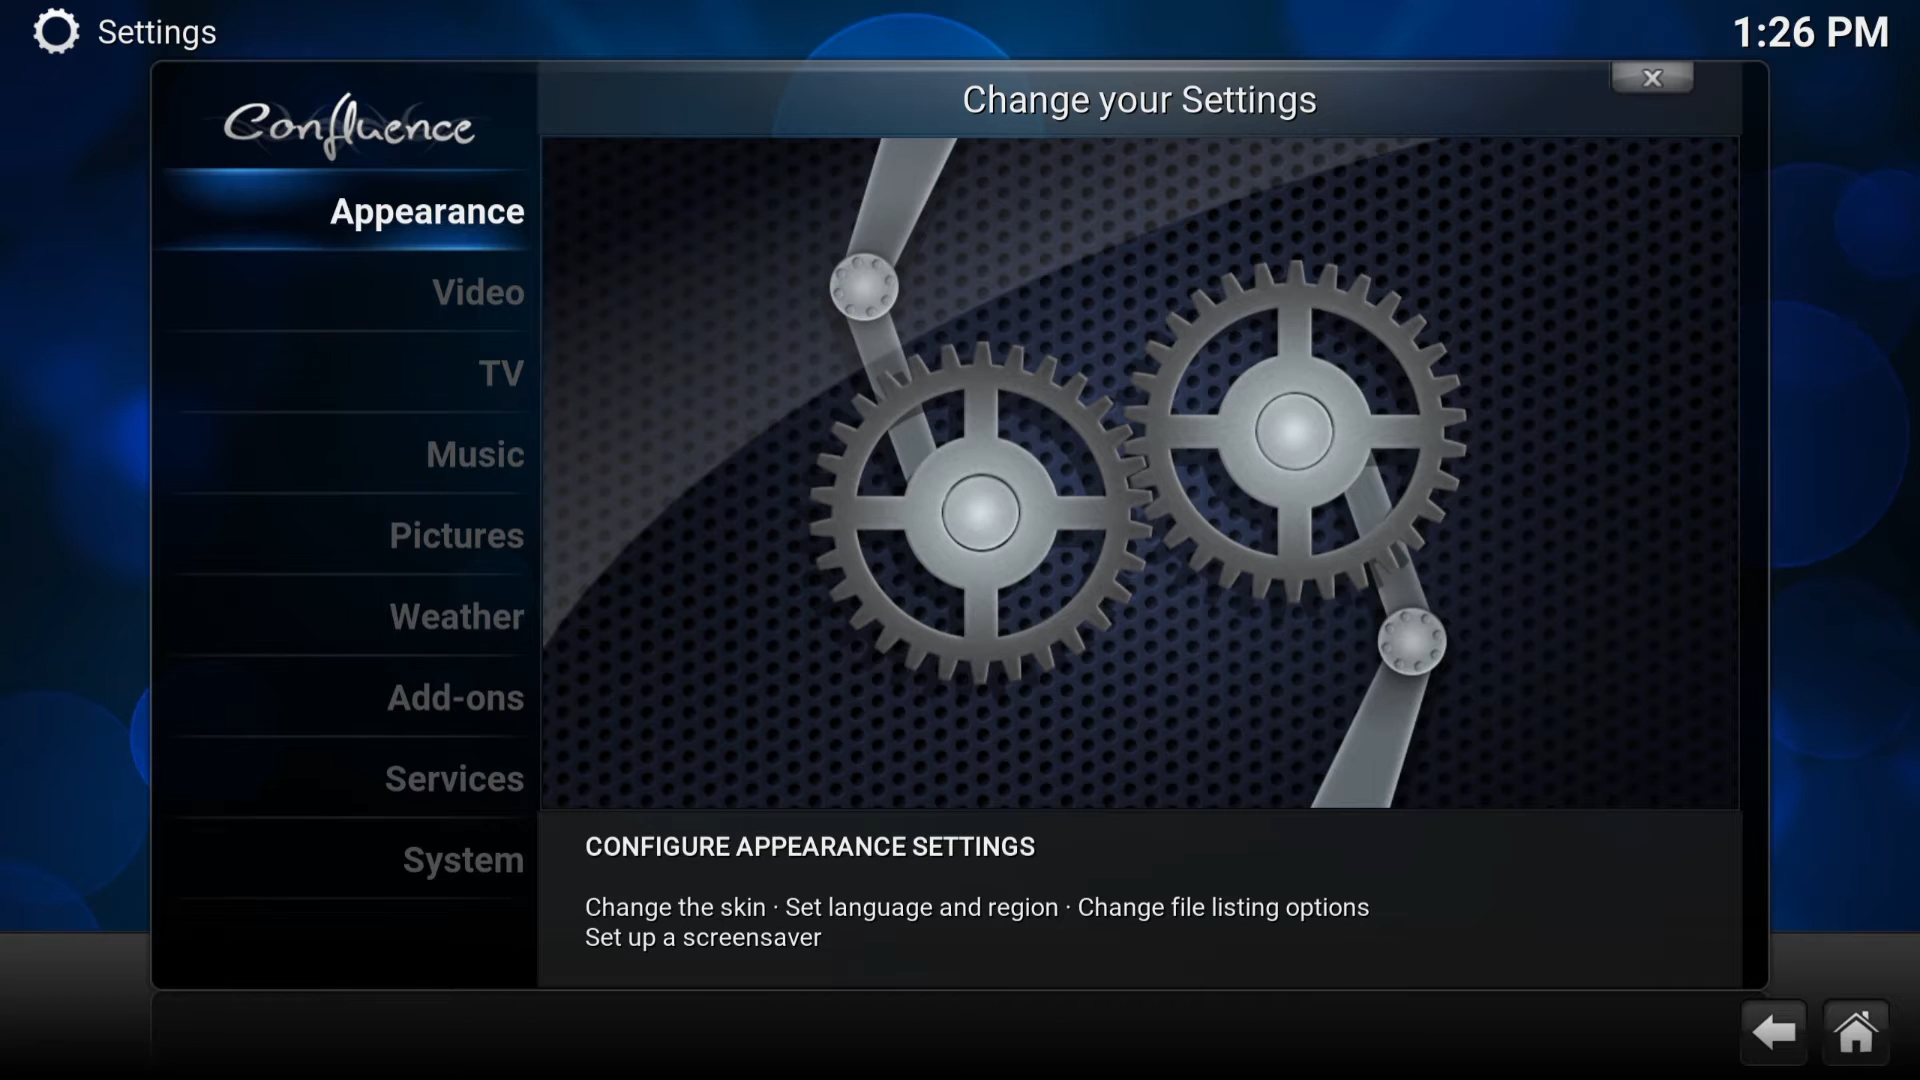 Settings
1:26 PM
Confluence
Change your Settings
Appearance
Video
TV
Music
Pictures
Weather
Add-ons
Services
System
CONFIGURE APPEARANCE SETTINGS
Change the skin · Set language and region · Change file listing options
Set up a screensaver